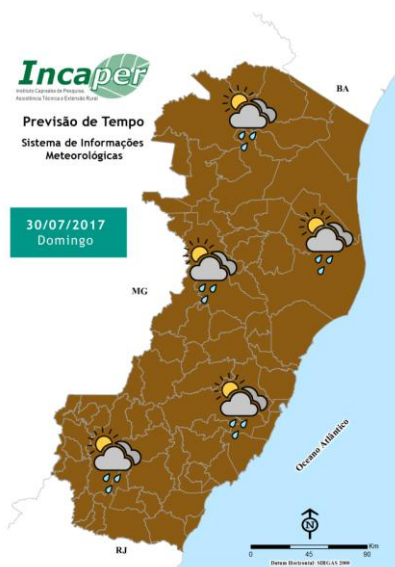 Incaper
Instituto Capixaba de Pesquisa,
Assistência Técnica e Extensão Rural
Previsão de Tempo
Sistema de Informações
Meteorológicas
30/07/2017
Domingo
BA
MG
Oceano Atlântico
RJ
N
Km
0 45 90
Datum Horizontal: SIRGAS 2000